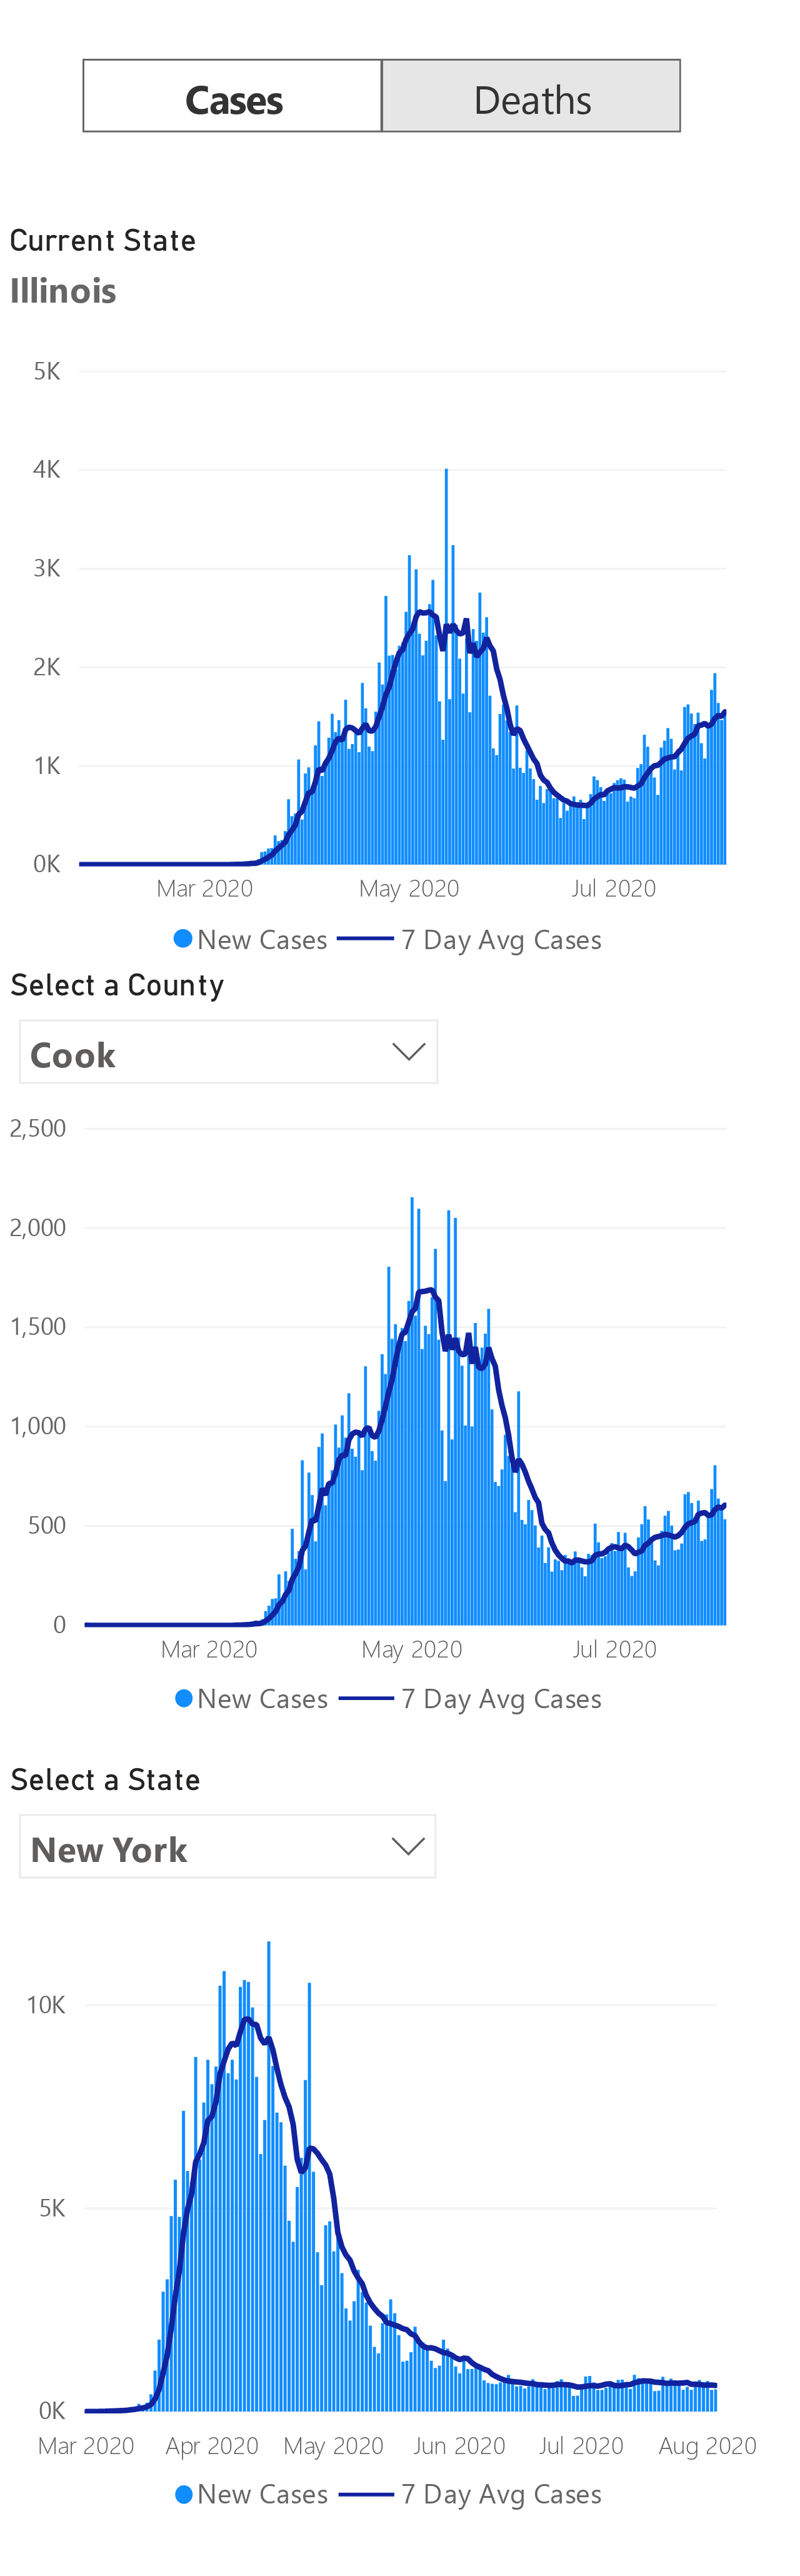 Cases Deaths
Current State
Illinois
5K
4K
3K
2K
1K
0K
Mar 2020 May 2020 Jul 2020
New Cases 7 Day Avg Cases
Select a County
Cook
2,500
2,000
1,500
1,000
500
0
Mar 2020 May 2020 Jul 2020
New Cases 7 Day Avg Cases
Select a State
New York
10K
5K
0K
Mar 2020 Apr 2020 May 2020 Jun 2020 Jul 2020 Aug 2020
New Cases 7 Day Avg Cases